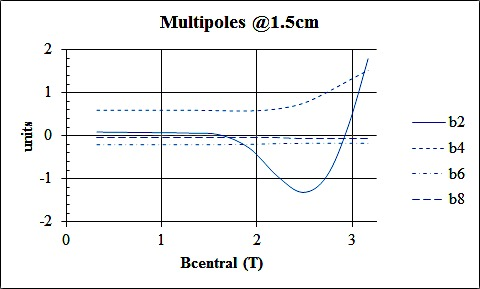 Multipoles @1.5cm
2
1
0
-1
-2
units
0 1 2 3
Bcentral (T)
b2
b4
b6
b8